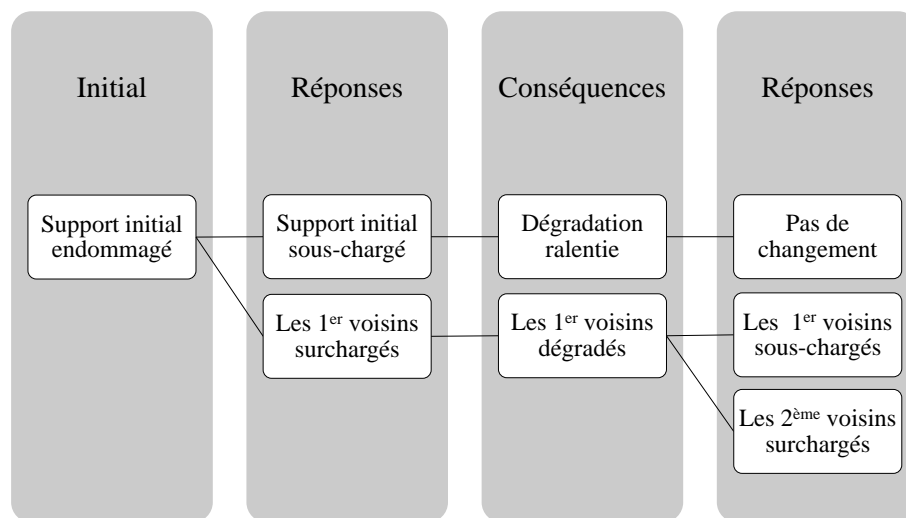 Initial
Réponses
Conséquences
Réponses
Support initial
endommagé
Support initial
sous-chargé
Dégradation
ralentie
Pas de
changement
Les 1er voisins
surchargés
Les 1er voisins
dégradés
Les 1er voisins
sous-chargés
Les 2ème voisins
surchargés